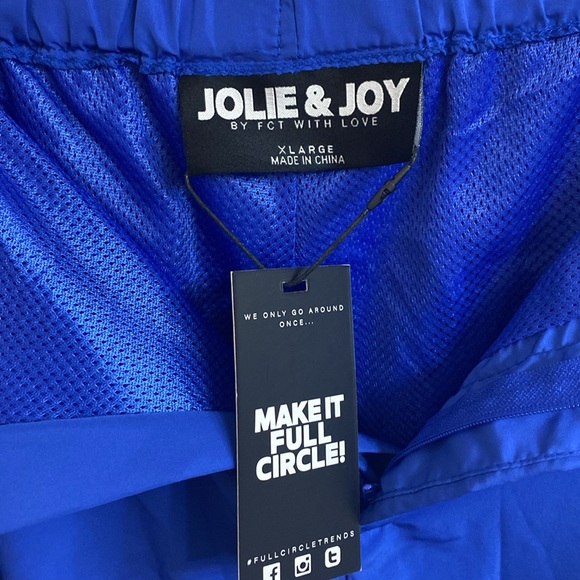 JOLIE & JOY
BY FCT WITH LOVE
XLARGE
MADE IN CHINA
WE ONLY GO AROUND
ONCE...
MAKE IT
FULL
CIRCLE!
#FULLCIRCLETRENDS